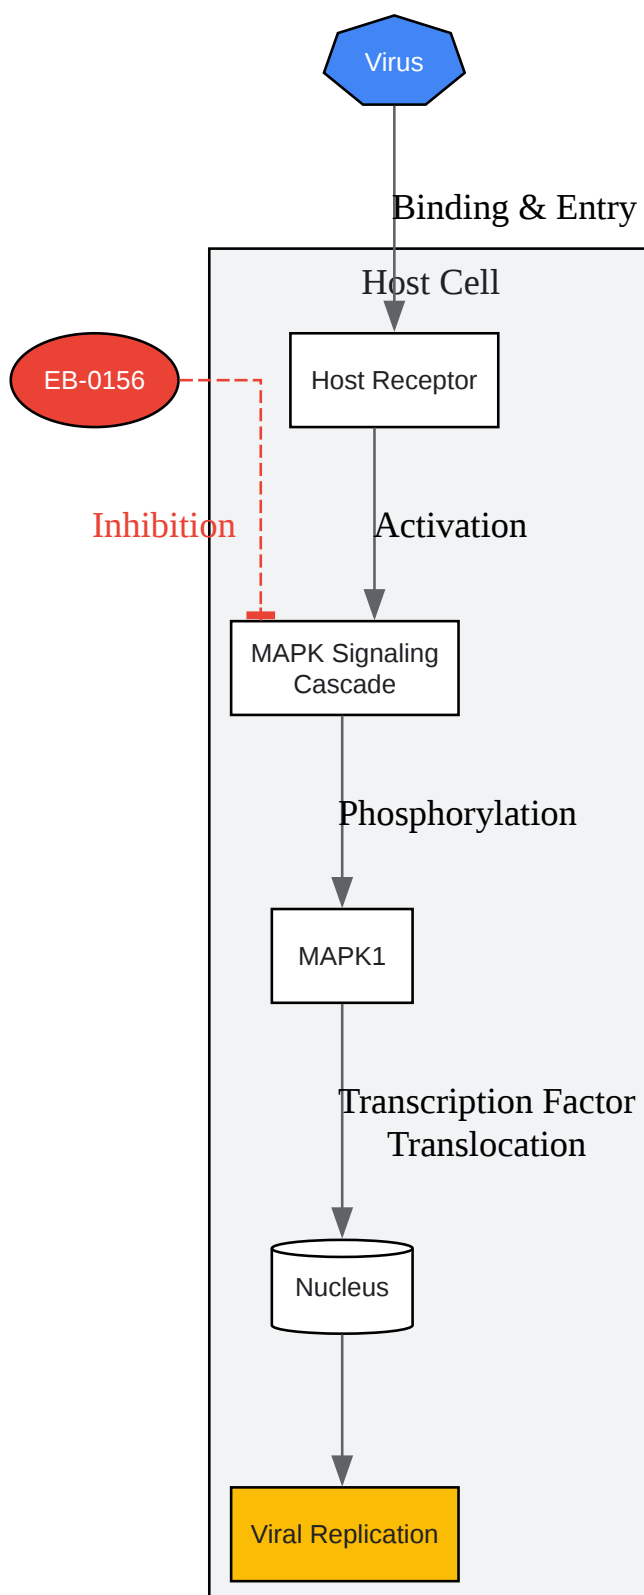 Virus
Binding & Entry
Host Cell
EB-0156
Host Receptor
Inhibition
Activation
MAPK Signaling
Cascade
Phosphorylation
MAPK1
Transcription Factor
Translocation
Nucleus
Viral Replication